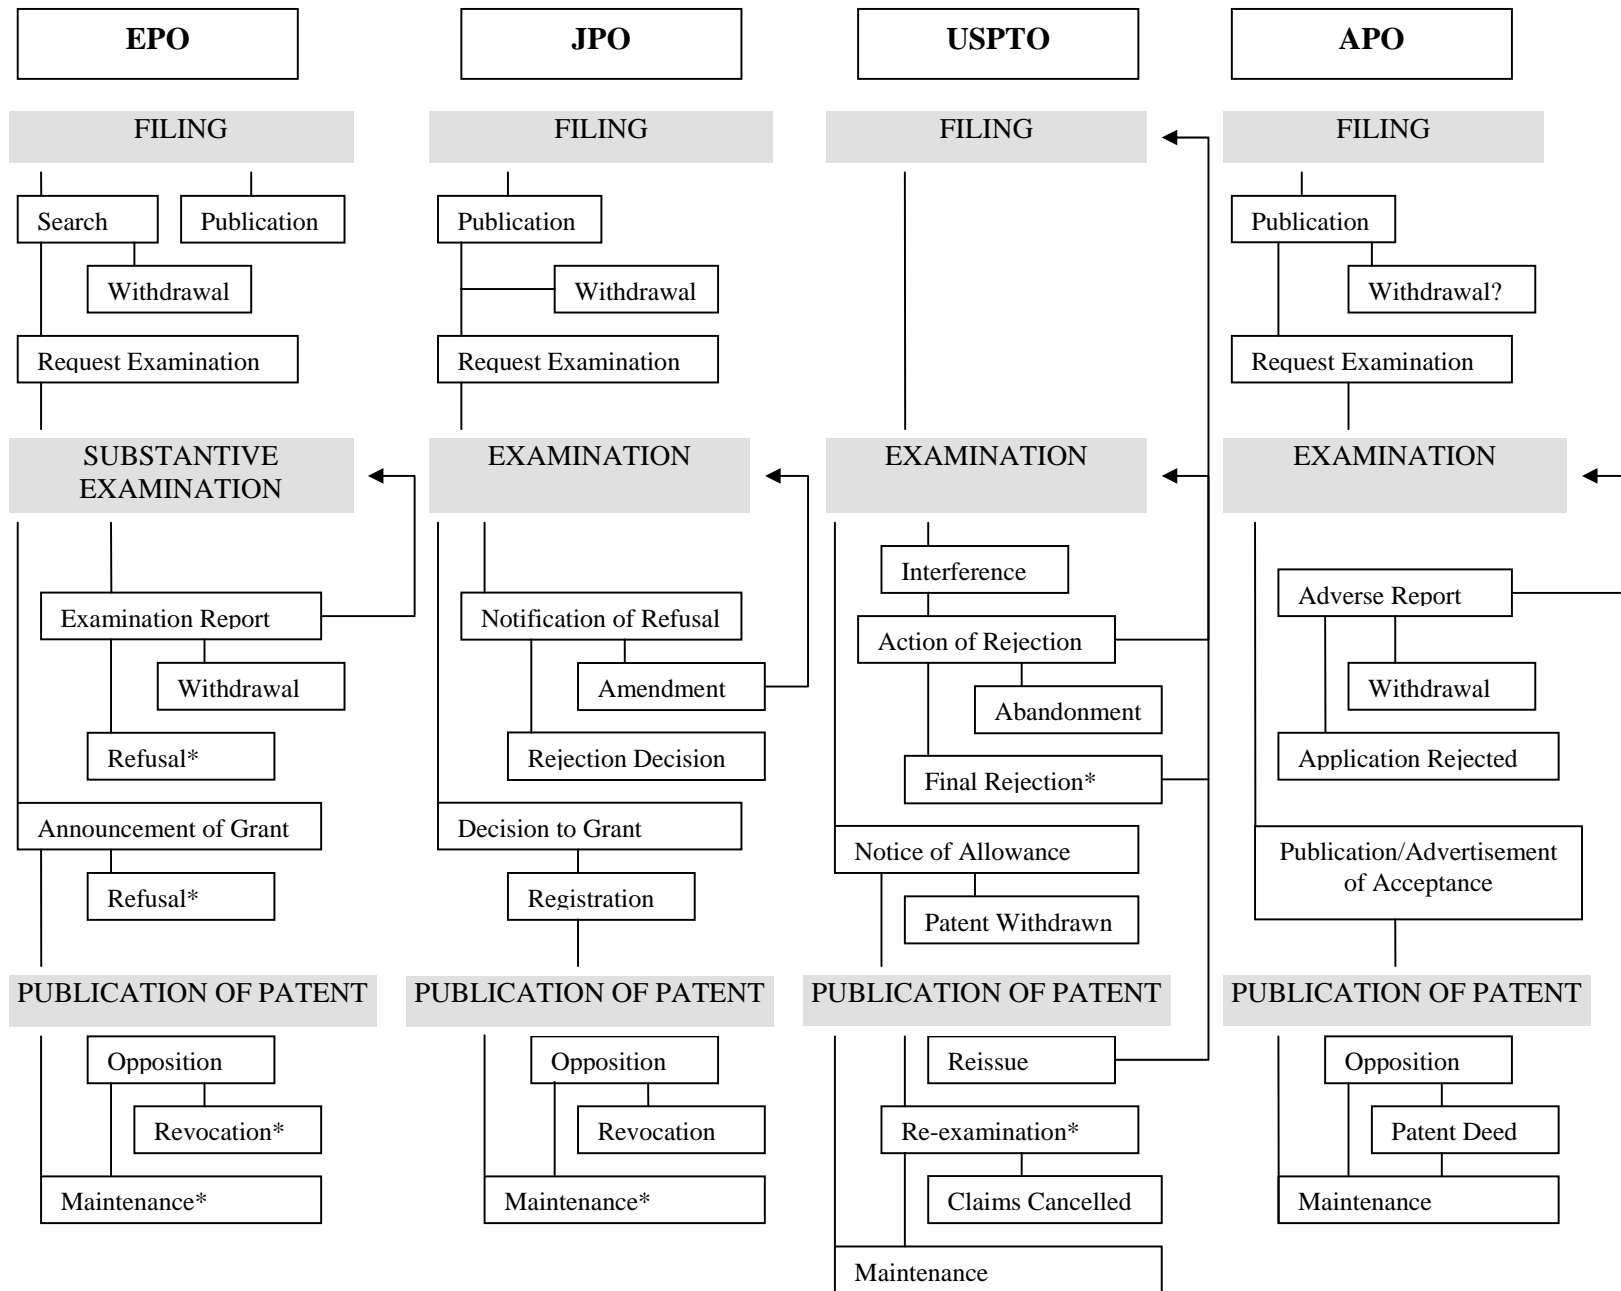 EPO
JPO
USPTO
APO
FILING
FILING
FILING
FILING
Search
Publication
Publication
Publication
Withdrawal
Withdrawal
Withdrawal?
Request Examination
Request Examination
Request Examination
SUBSTANTIVE
EXAMINATION
EXAMINATION
EXAMINATION
EXAMINATION
Interference
Examination Report
Notification of Refusal
Action of Rejection
Adverse Report
Withdrawal
Amendment
Abandonment
Withdrawal
Refusal*
Rejection Decision
Final Rejection*
Application Rejected
Announcement of Grant
Decision to Grant
Notice of Allowance
Publication/Advertisement
of Acceptance
Refusal*
Registration
Patent Withdrawn
PUBLICATION OF PATENT
PUBLICATION OF PATENT
PUBLICATION OF PATENT
PUBLICATION OF PATENT
Opposition
Opposition
Reissue
Opposition
Revocation*
Revocation
Re-examination*
Patent Deed
Maintenance*
Maintenance*
Claims Cancelled
Maintenance
Maintenance